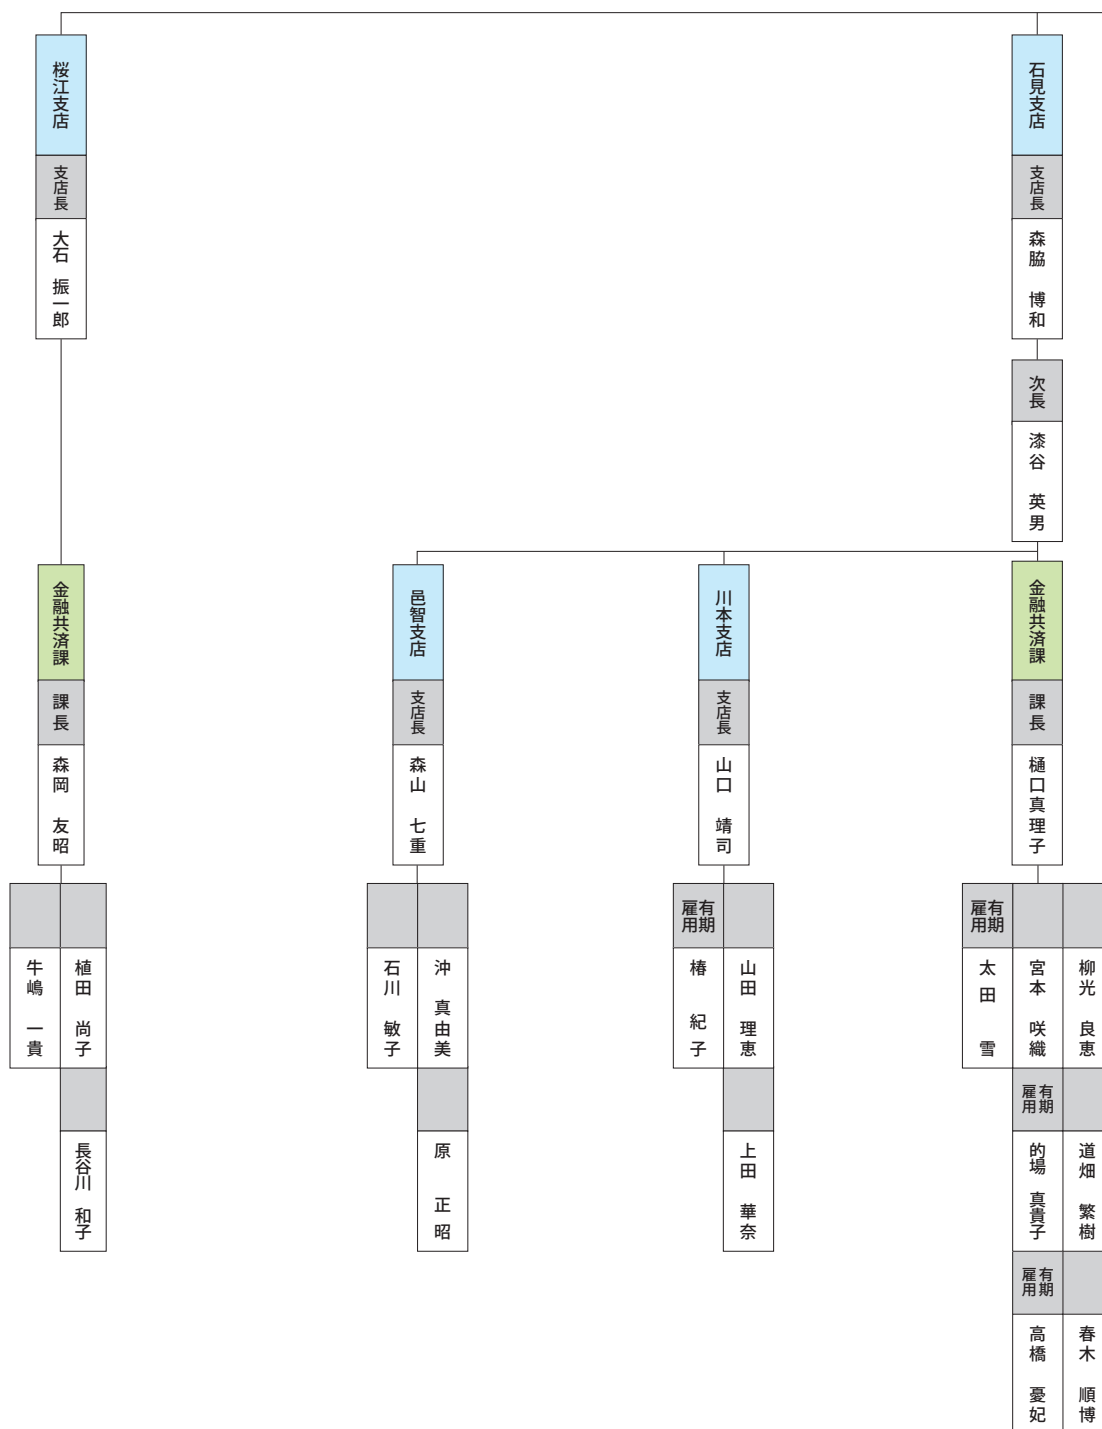 石見支店
支店長
森脇 博和
次長
漆谷 英男
金融共済課
課長
樋口真理子
柳光 良恵
道畑 繁樹
春木 順博
宮本 咲織
有期雇用
的場 真貴子
有期雇用
高橋 憂妃
有期雇用
太田 雪
川本支店
支店長
山口 靖司
山田 理恵
上田 華奈
有期雇用
椿 紀子
邑智支店
支店長
森山 七重
沖 真由美
原 正昭
石川 敏子
桜江支店
支店長
大石 振一郎
金融共済課
課長
森岡 友昭
植田 尚子
長谷川 和子
牛嶋 一貴